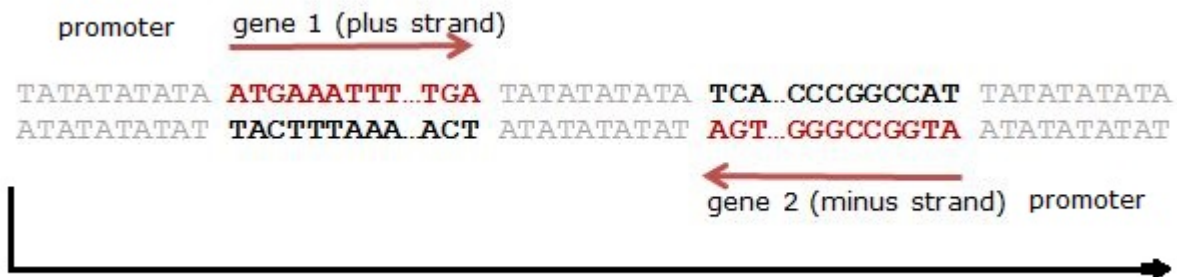 promoter gene 1 (plus strand)
TATATATATA ATGAAATTT...TGA TATATATATA TCA...CCCGGCCAT TATATATATA
ATATATATAT TACTTTAAA...ACT ATATATATAT AGT...GGGCCGGTA ATATATATAT
gene 2 (minus strand) promoter